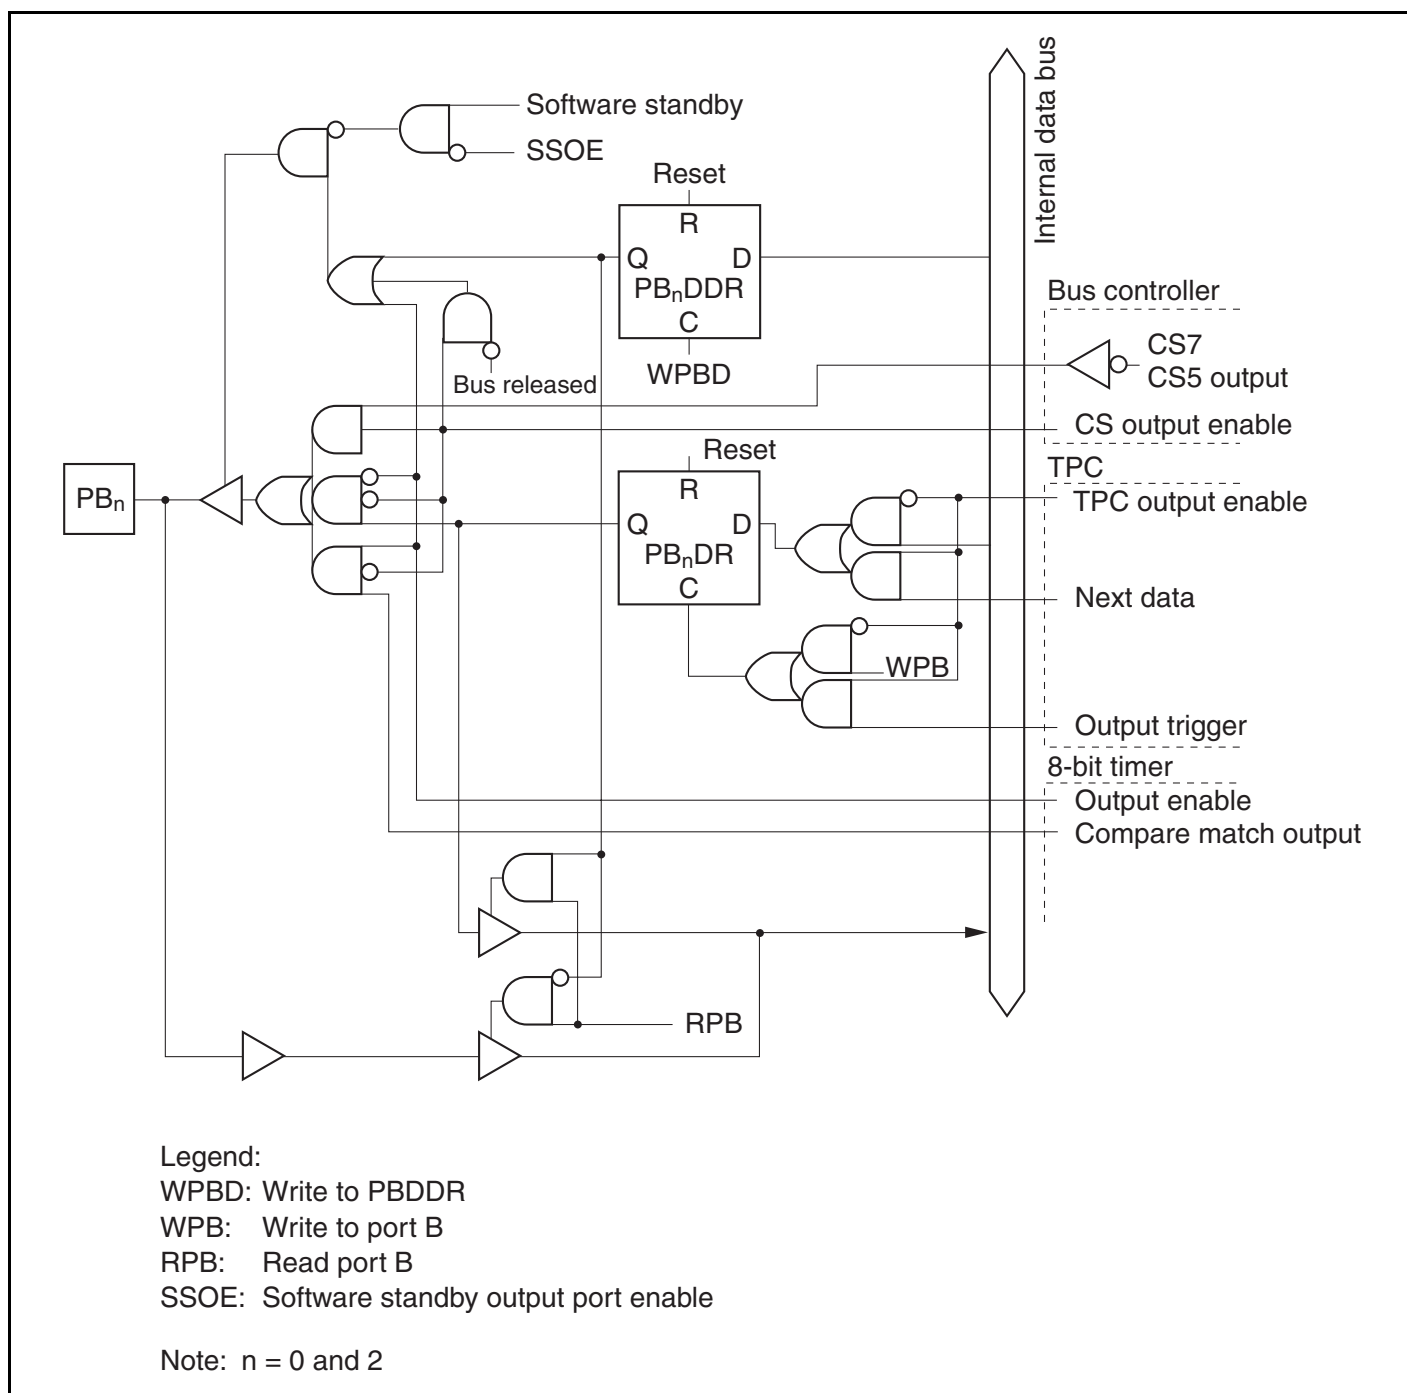 Software standby
SSOE
Internal data bus
Reset
R
Q D
PBnDDR
C
WPBD
Bus released
Bus controller
CS7
CS5 output
CS output enable
Reset
R
Q D
PBnDR
C
PBn
TPC
TPC output enable
Next data
WPB
Output trigger
8-bit timer
Output enable
Compare match output
RPB
Legend:
WPBD: Write to PBDDR
WPB: Write to port B
RPB: Read port B
SSOE: Software standby output port enable
Note: n = 0 and 2